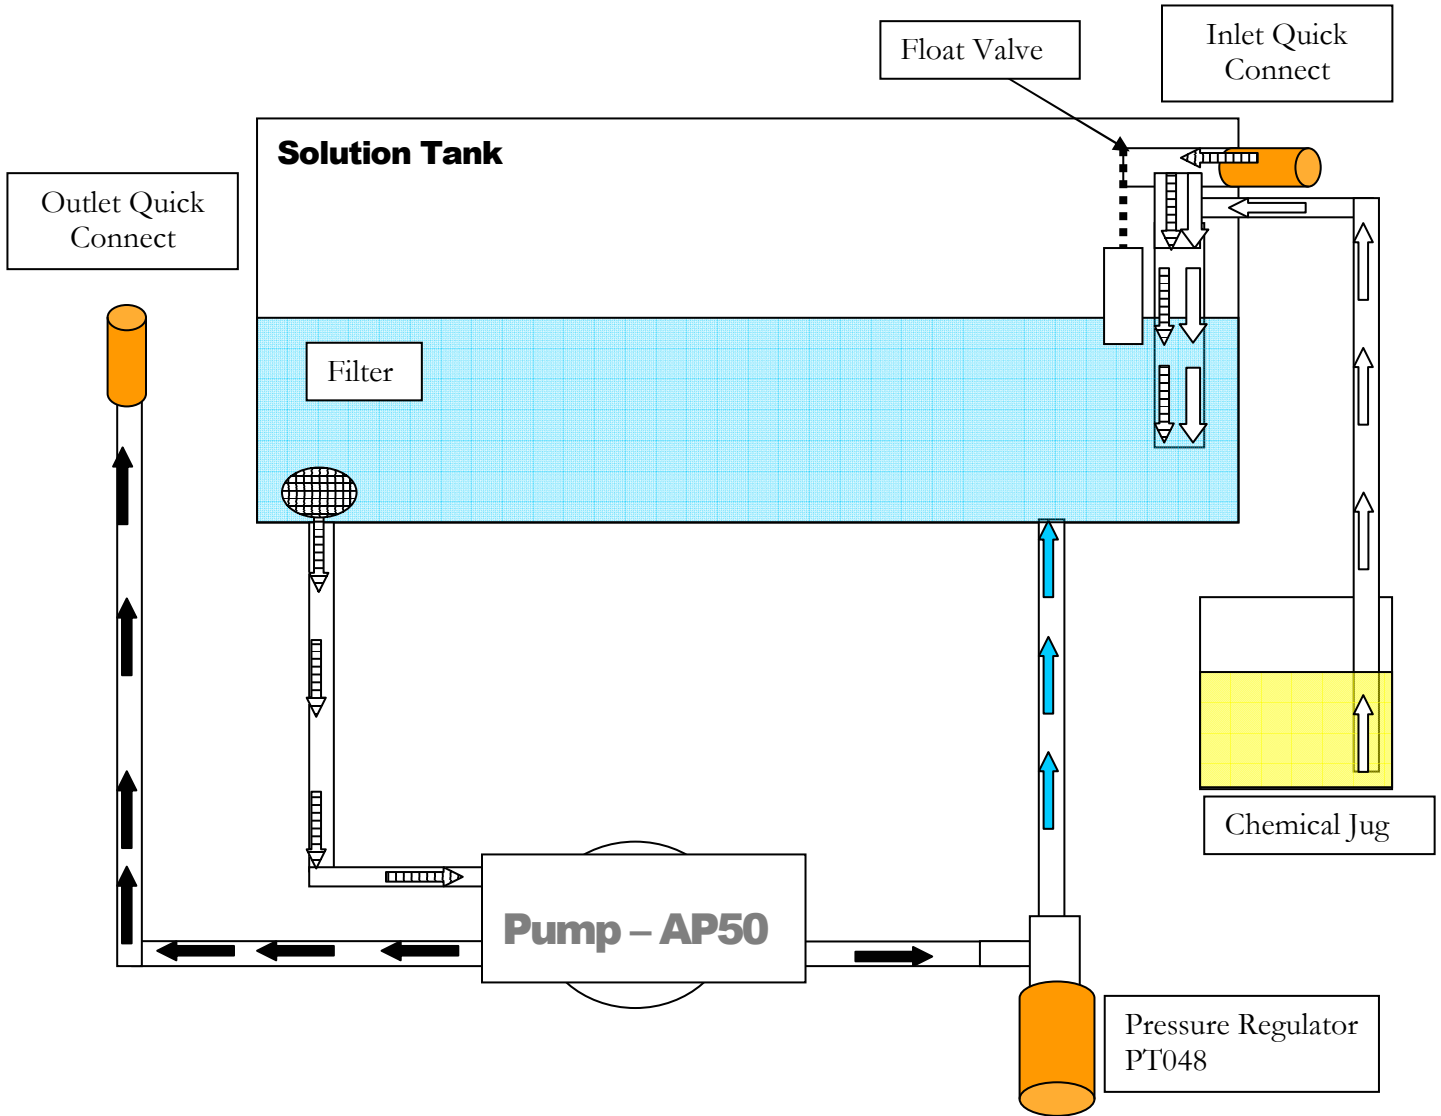 Inlet Quick
Connect
Float Valve
Solution Tank
Outlet Quick
Connect
Filter
Chemical Jug
Pump – AP50
Pressure Regulator
PT048